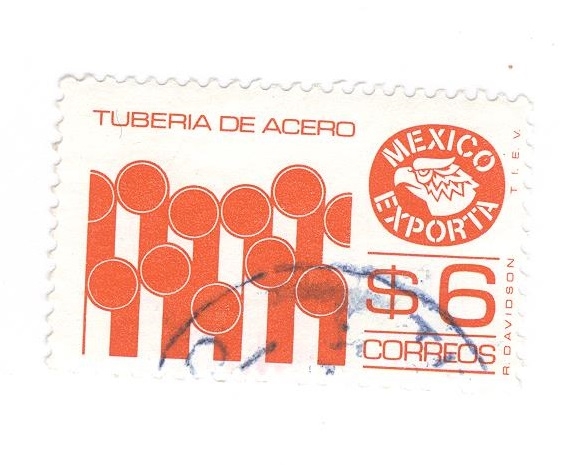 TUBERIA DE ACERO
MEXICO
EXPORTA
T.I.E.V.
$6
CORREOS
R. DAVIDSON